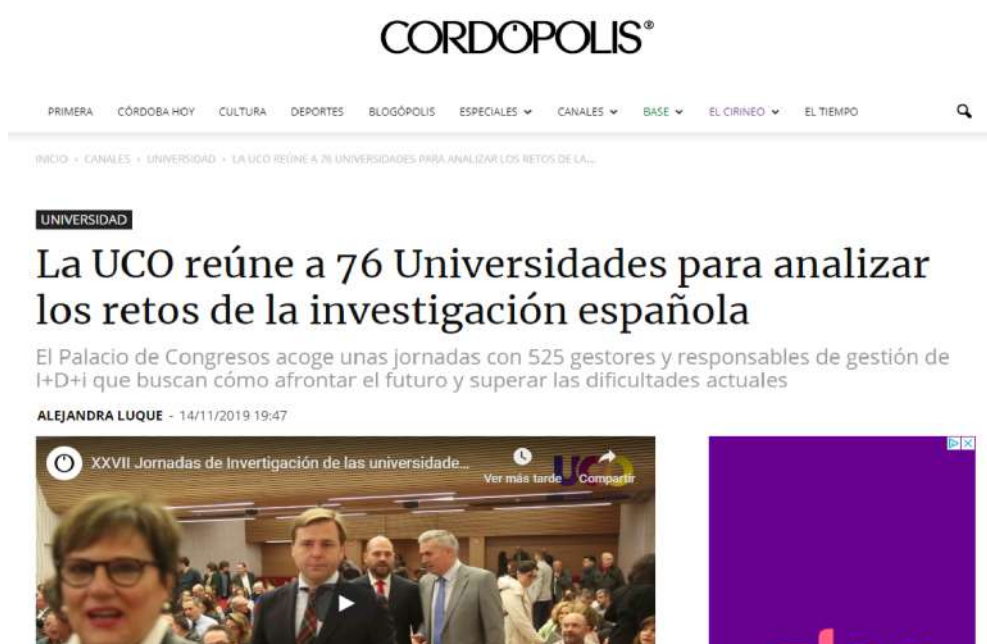 CORDÓPOLIS®
PRIMERA CÓRDOBA HOY CULTURA DEPORTES BLOGÓPOLIS ESPECIALES CANALES BASE EL CIRINEO EL TIEMPO
INICIO › CANALES › UNIVERSIDAD › LA UCO REÚNE A 76 UNIVERSIDADES PARA ANALIZAR LOS RETOS DE LA...
UNIVERSIDAD
La UCO reúne a 76 Universidades para analizar
los retos de la investigación española
El Palacio de Congresos acoge unas jornadas con 525 gestores y responsables de gestión de
I+D+i que buscan cómo afrontar el futuro y superar las dificultades actuales
ALEJANDRA LUQUE - 14/11/2019 19:47
XXVII Jornadas de Invertigación de las universidade...
UCO
Ver más tarde Compartir